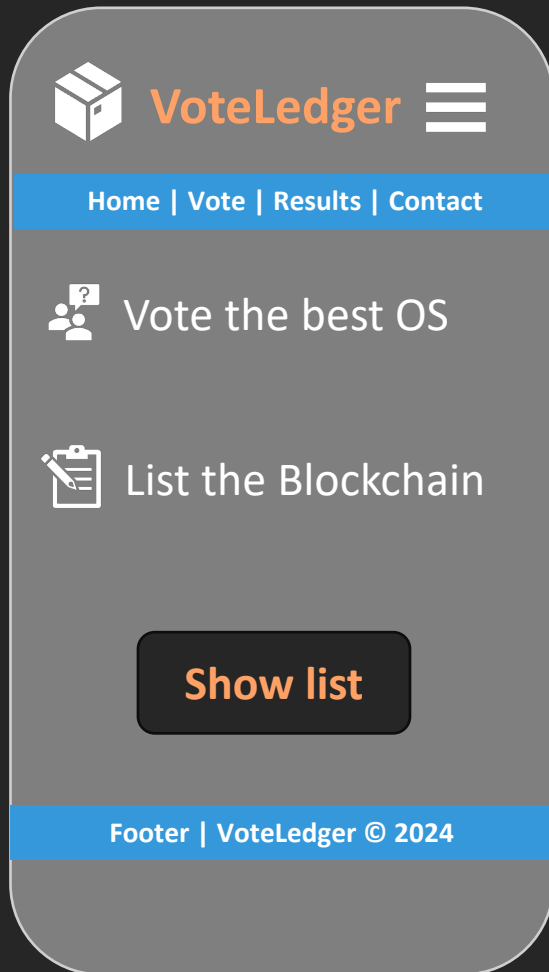 VoteLedger
Home | Vote | Results | Contact
?
Vote the best OS
List the Blockchain
Show list
Footer | VoteLedger © 2024